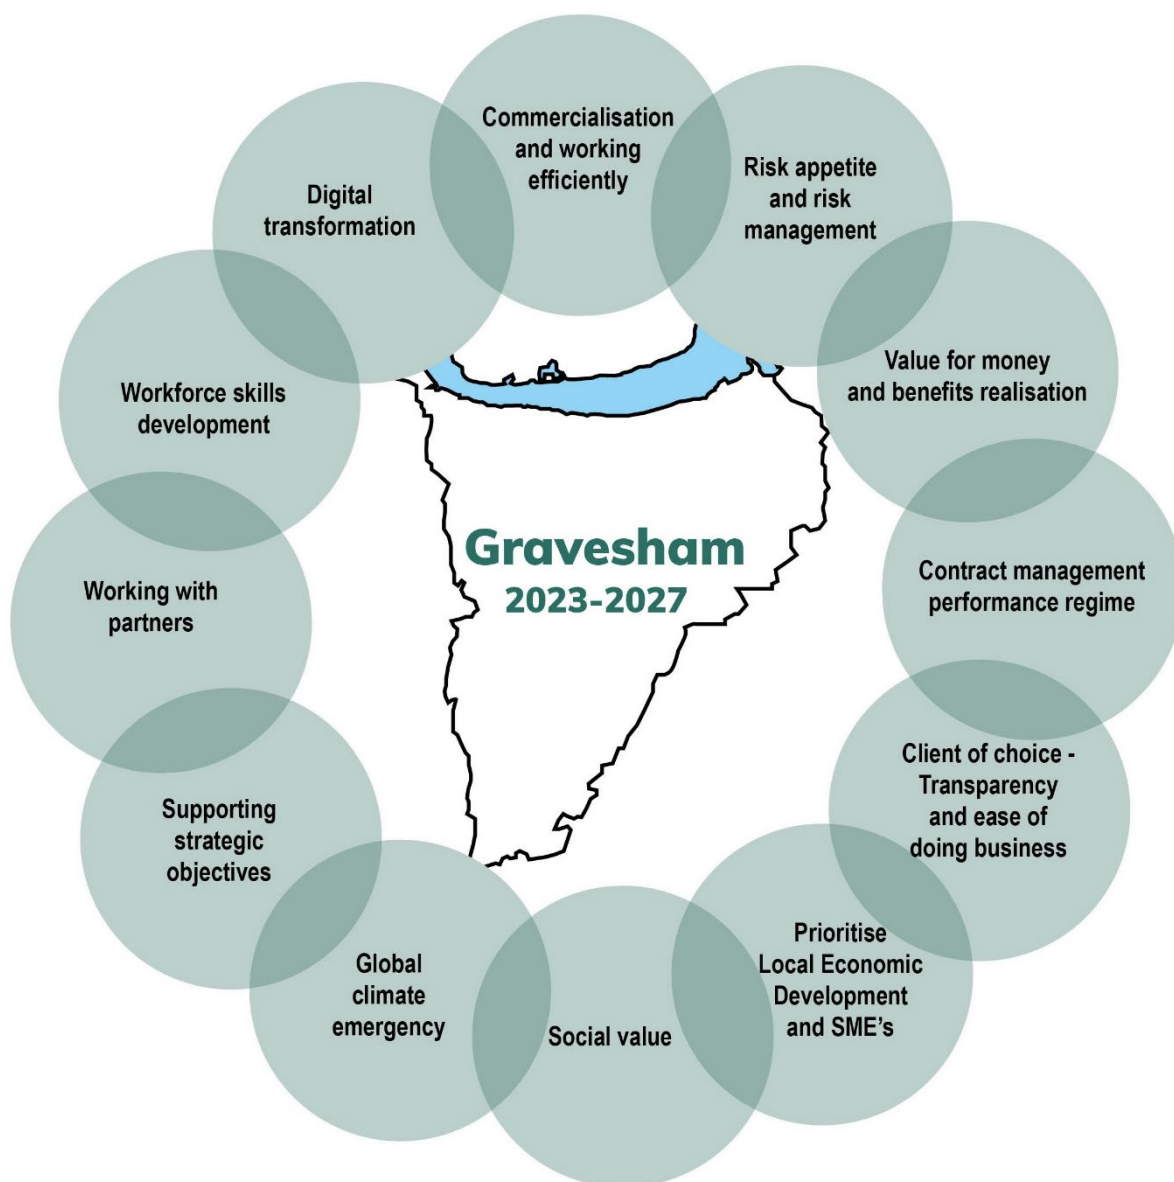 Commercialisation
and working
efficiently
Risk appetite
and risk
management
Value for money
and benefits realisation
Contract management
performance regime
Client of choice -
Transparency
and ease of
doing business
Prioritise
Local Economic
Development
and SME’s
Social value
Global
climate
emergency
Supporting
strategic
objectives
Working with
partners
Workforce skills
development
Digital
transformation
Gravesham
2023-2027